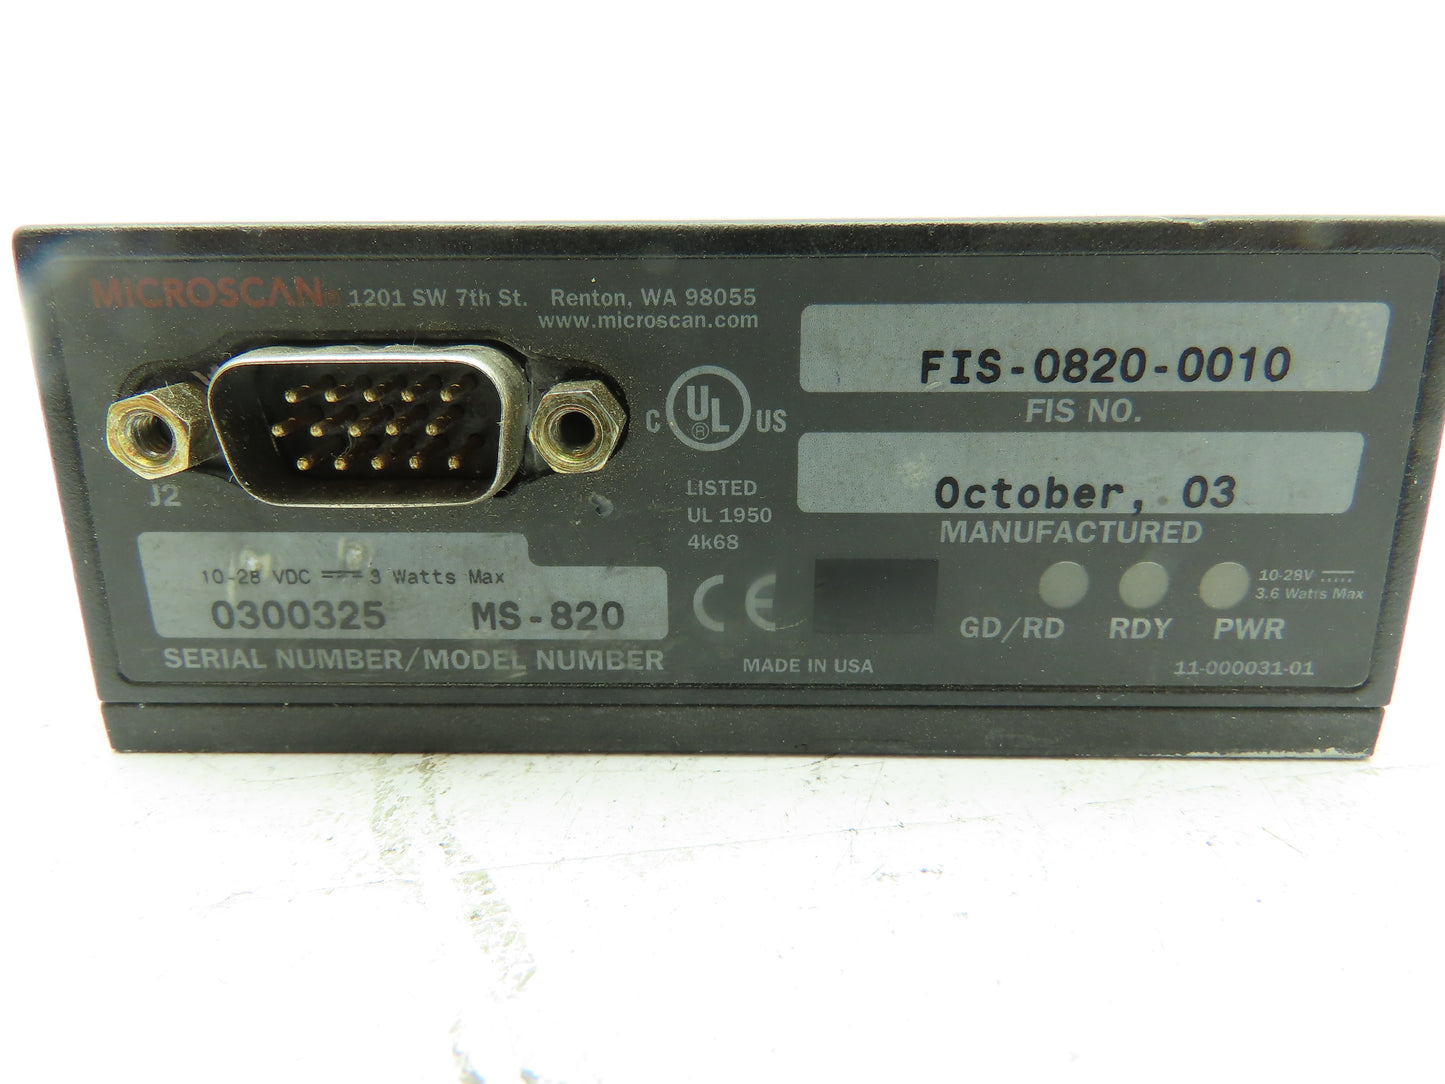 MICROSCAN® 1201 SW 7th St. Renton, WA 98055
www.microscan.com
J2
10-28 VDC 3 Watts Max
0300325 MS-820
SERIAL NUMBER/MODEL NUMBER
C UL® US
LISTED
UL 1950
4k68
CE
MADE IN USA
FIS-0820-0010
FIS NO.
October, 03
MANUFACTURED
10-28V
3.6 Watts Max
GD/RD RDY PWR
11-000031-01